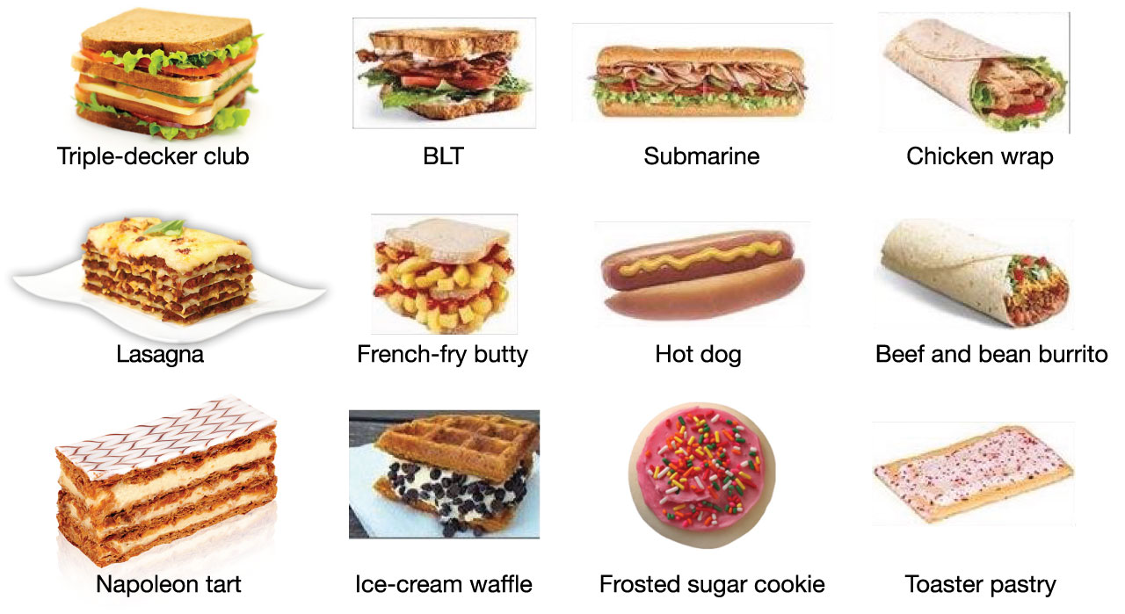 Triple-decker club
BLT
Submarine
Chicken wrap
Lasagna
French-fry butty
Hot dog
Beef and bean burrito
Napoleon tart
Ice-cream waffle
Frosted sugar cookie
Toaster pastry